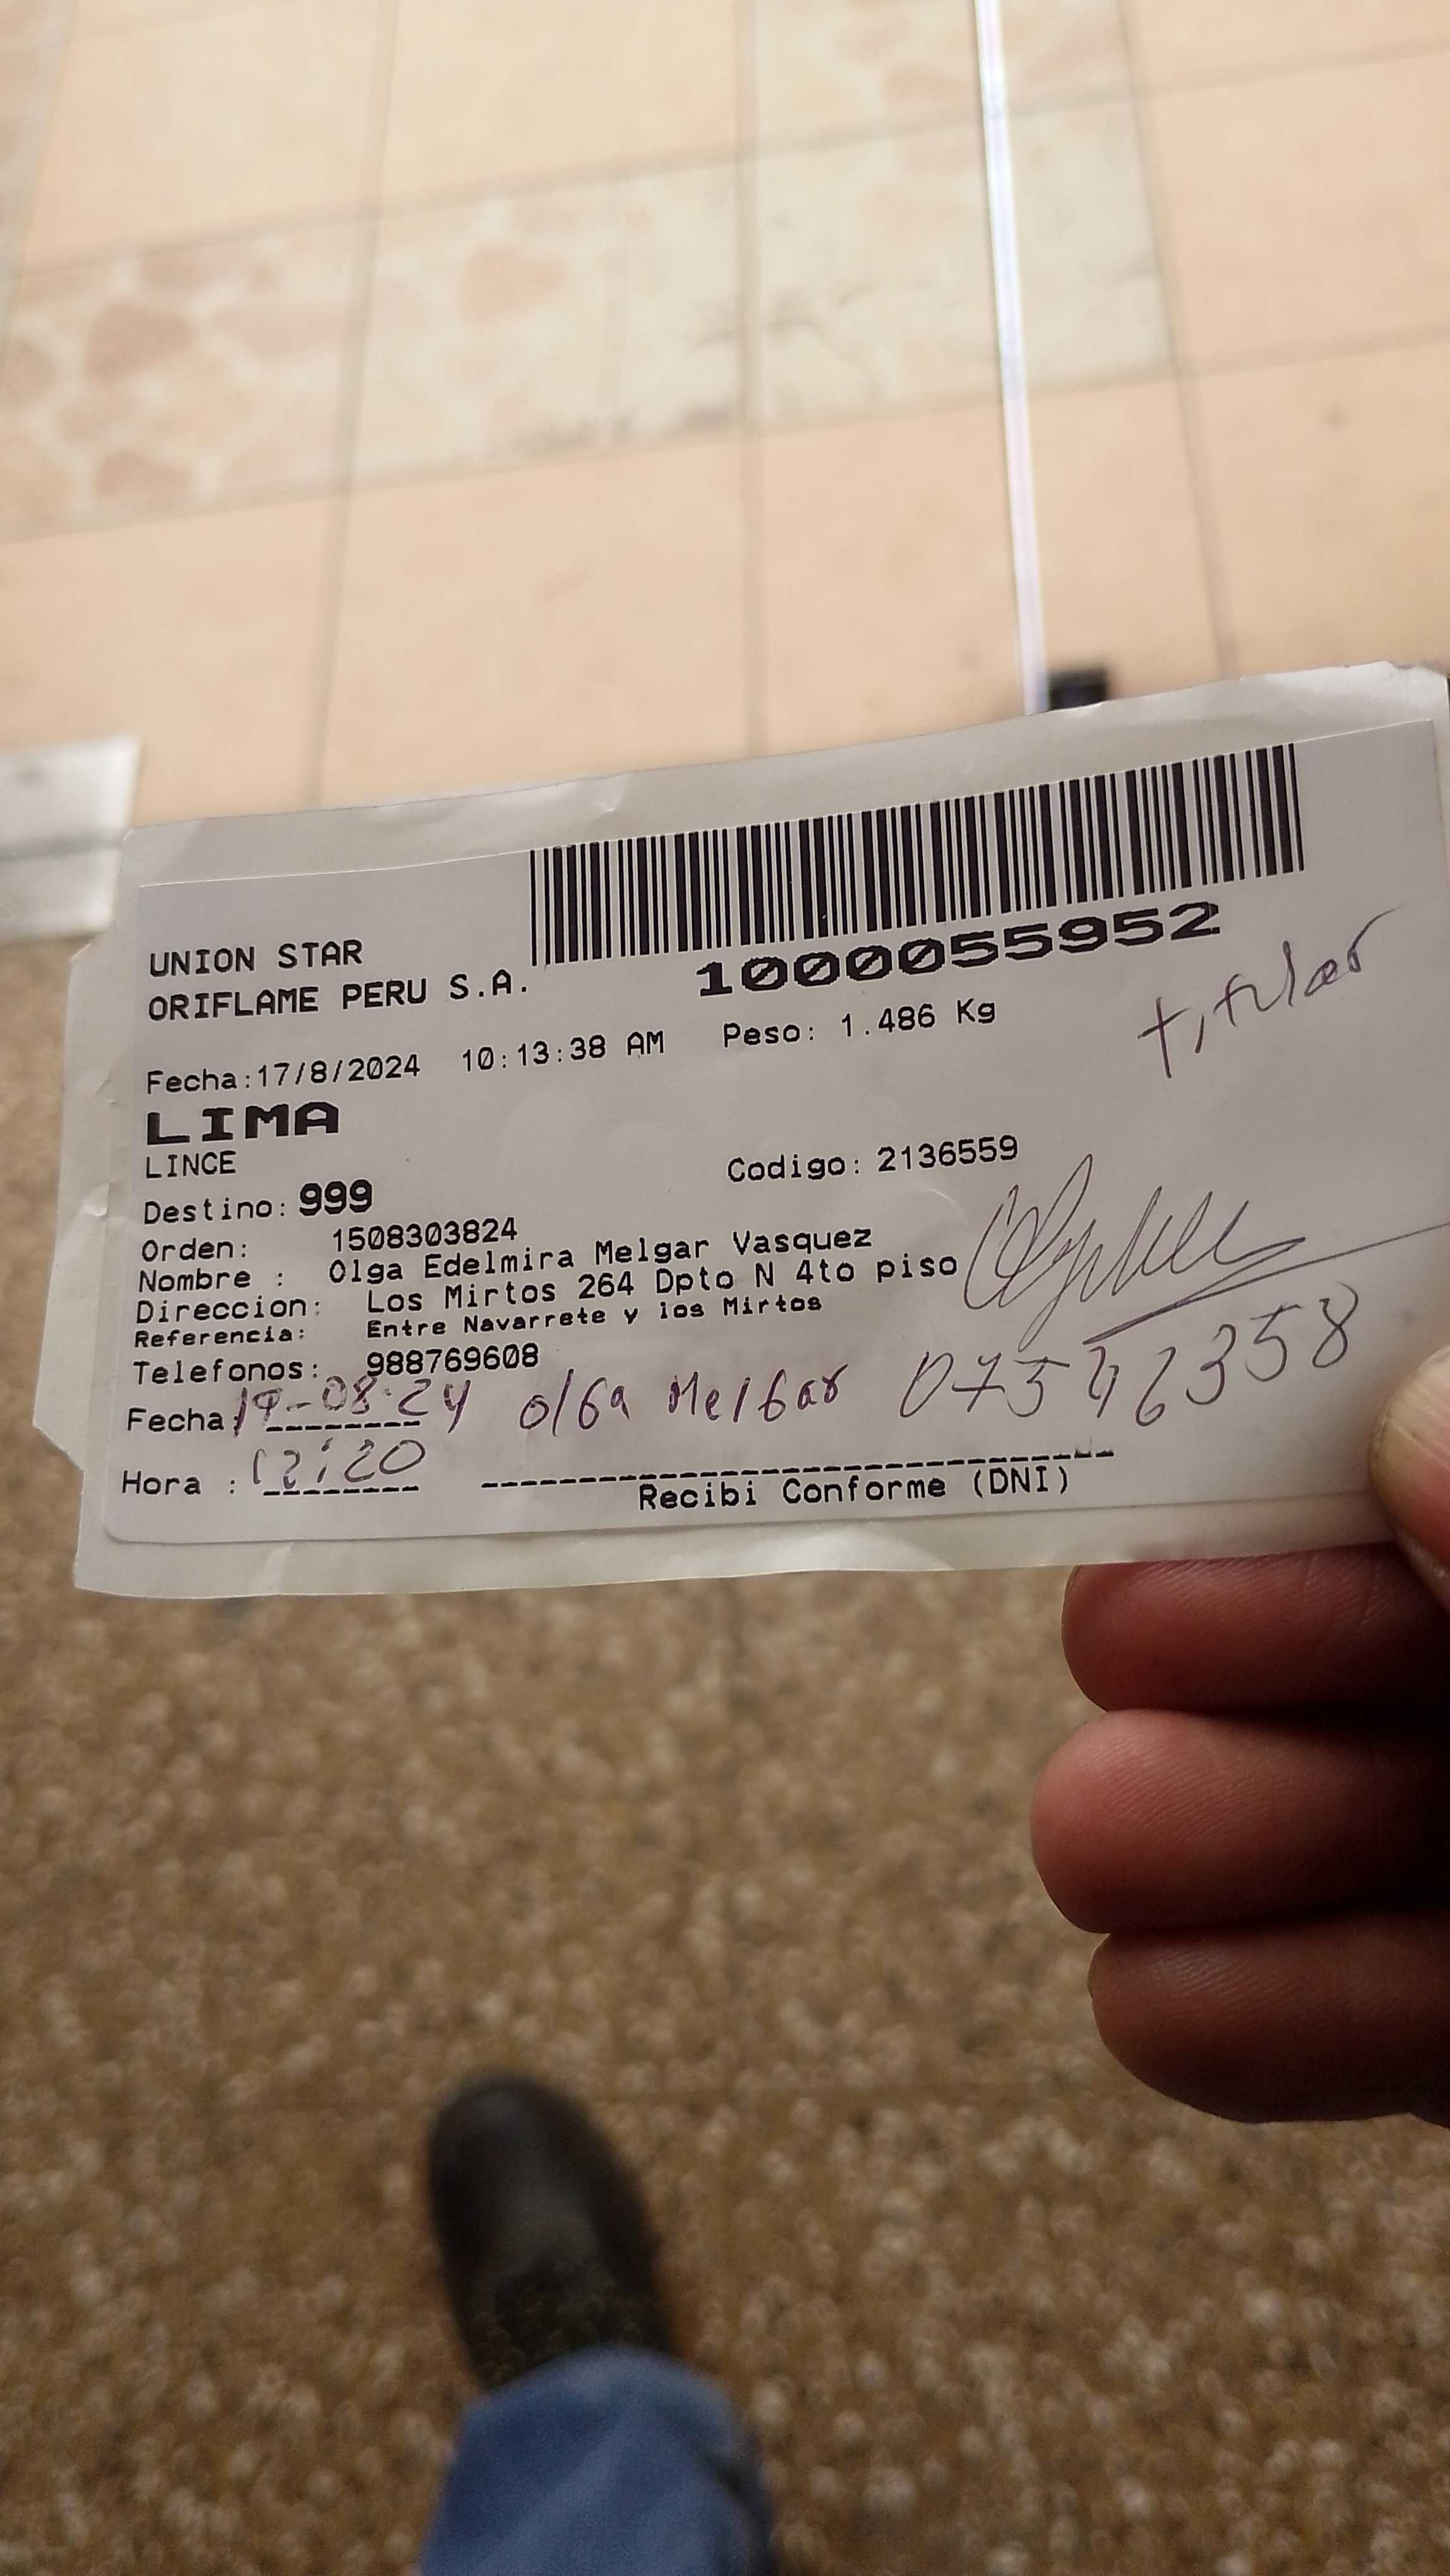 UNION STAR
ORIFLAME PERU S.A.
1000055952
Fecha:17/8/2024 10:13:38 AM Peso: 1.486 Kg
titular
LIMA
LINCE
Codigo: 2136559
Destino: 999
Orden: 1508303824
Nombre : Olga Edelmira Melgar Vasquez
Direccion: Los Mirtos 264 Dpto N 4to piso
Referencia: Entre Navarrete y los Mirtos
Telefonos: 988769608
Fecha: 19-08-24 olga Melgar 07546358
Hora : 12:20
Recibi Conforme (DNI)